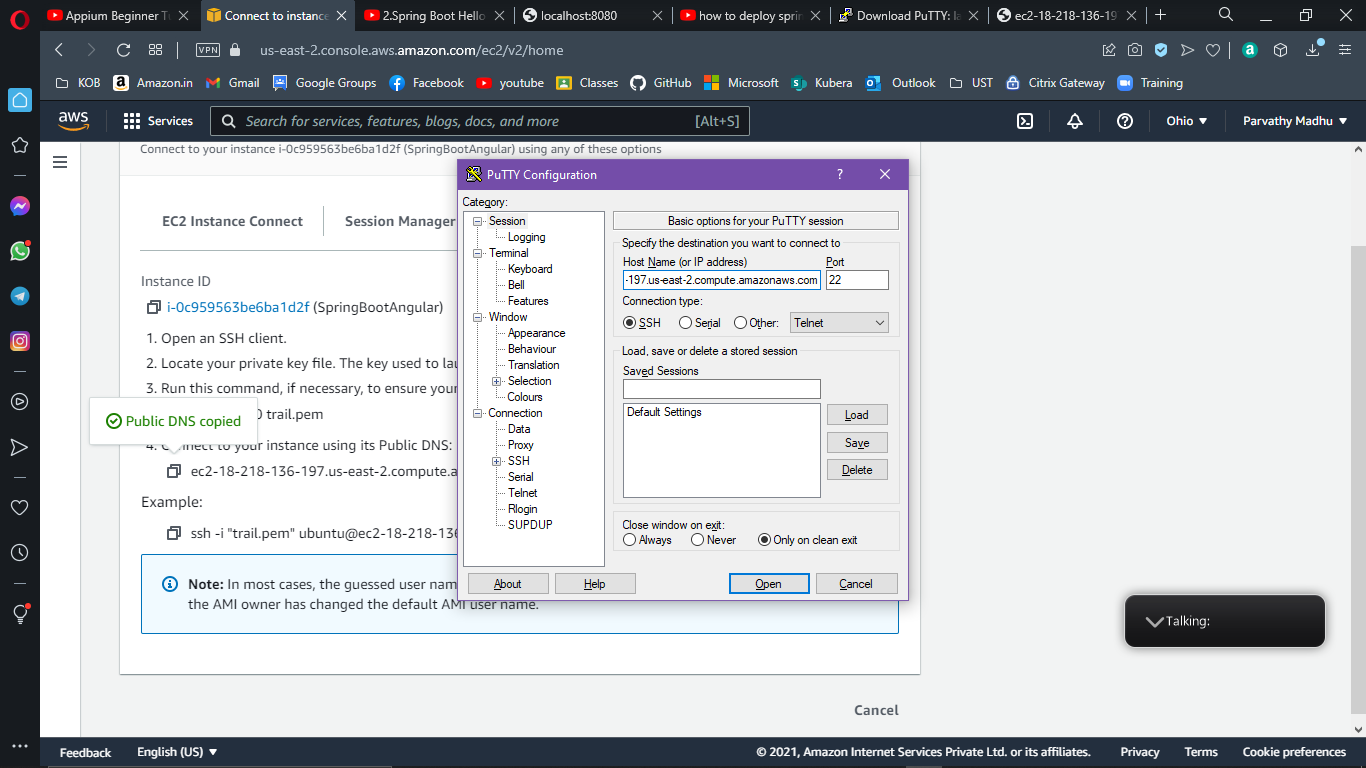 Appium Beginner Tu
Connect to instance
2.Spring Boot Hello
localhost:8080
how to deploy sprin
Download PuTTY: la
ec2-18-218-136-19
VPN
us-east-2.console.aws.amazon.com/ec2/v2/home
KOB
Amazon.in
Gmail
Google Groups
Facebook
youtube
Classes
GitHub
Microsoft
Kubera
Outlook
UST
Citrix Gateway
Training
aws
Services
Search for services, features, blogs, docs, and more
[Alt+S]
Ohio
Parvathy Madhu
Connect to your instance i-0c959563be6ba1d2f (SpringBootAngular) using any of these options
EC2 Instance Connect
Session Manager
Instance ID
i-0c959563be6ba1d2f (SpringBootAngular)
1. Open an SSH client.
2. Locate your private key file. The key used to lau
3. Run this command, if necessary, to ensure your
0 trail.pem
Public DNS copied
4. Connect to your instance using its Public DNS:
ec2-18-218-136-197.us-east-2.compute.a
Example:
ssh -i "trail.pem" ubuntu@ec2-18-218-136
Note: In most cases, the guessed user nam
the AMI owner has changed the default AMI user name.
Cancel
PuTTY Configuration
?
Category:
Session
Logging
Terminal
Keyboard
Bell
Features
Window
Appearance
Behaviour
Translation
Selection
Colours
Connection
Data
Proxy
SSH
Serial
Telnet
Rlogin
SUPDUP
Basic options for your PuTTY session
Specify the destination you want to connect to
Host Name (or IP address)
Port
-197.us-east-2.compute.amazonaws.com
22
Connection type:
SSH
Serial
Other:
Telnet
Load, save or delete a stored session
Saved Sessions
Default Settings
Load
Save
Delete
Close window on exit:
Always
Never
Only on clean exit
About
Help
Open
Cancel
Talking:
Feedback
English (US)
© 2021, Amazon Internet Services Private Ltd. or its affiliates.
Privacy
Terms
Cookie preferences